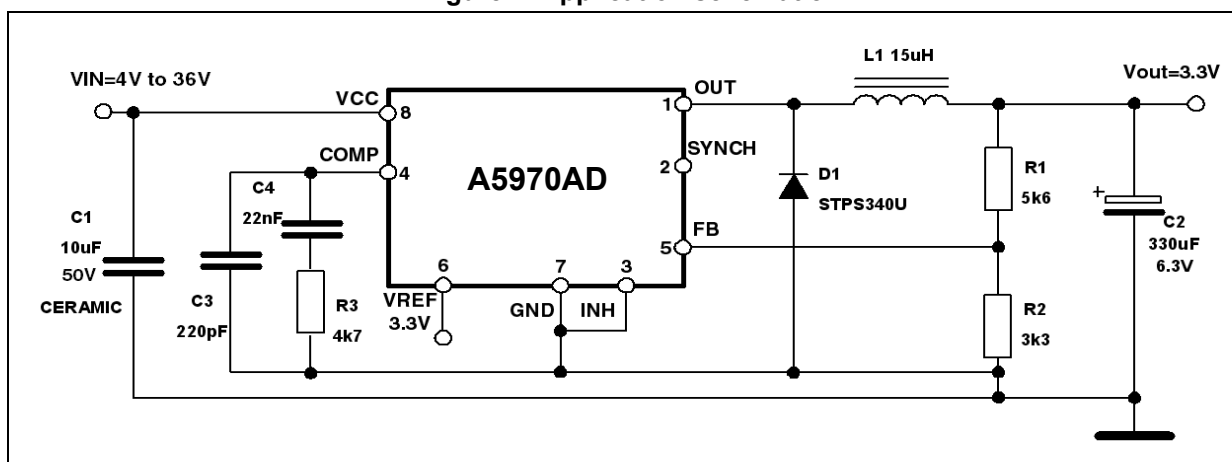 L1 15uH
VIN=4V to 36V
Vout=3.3V
VCC
8
OUT
1
COMP
4
SYNCH
2
A5970AD
C4
22nF
D1
STPS340U
R1
5k6
C1
10uF
50V
CERAMIC
FB
5
+
C2
330uF
6.3V
6
7
3
C3
220pF
R3
4k7
VREF
3.3V
GND
INH
R2
3k3